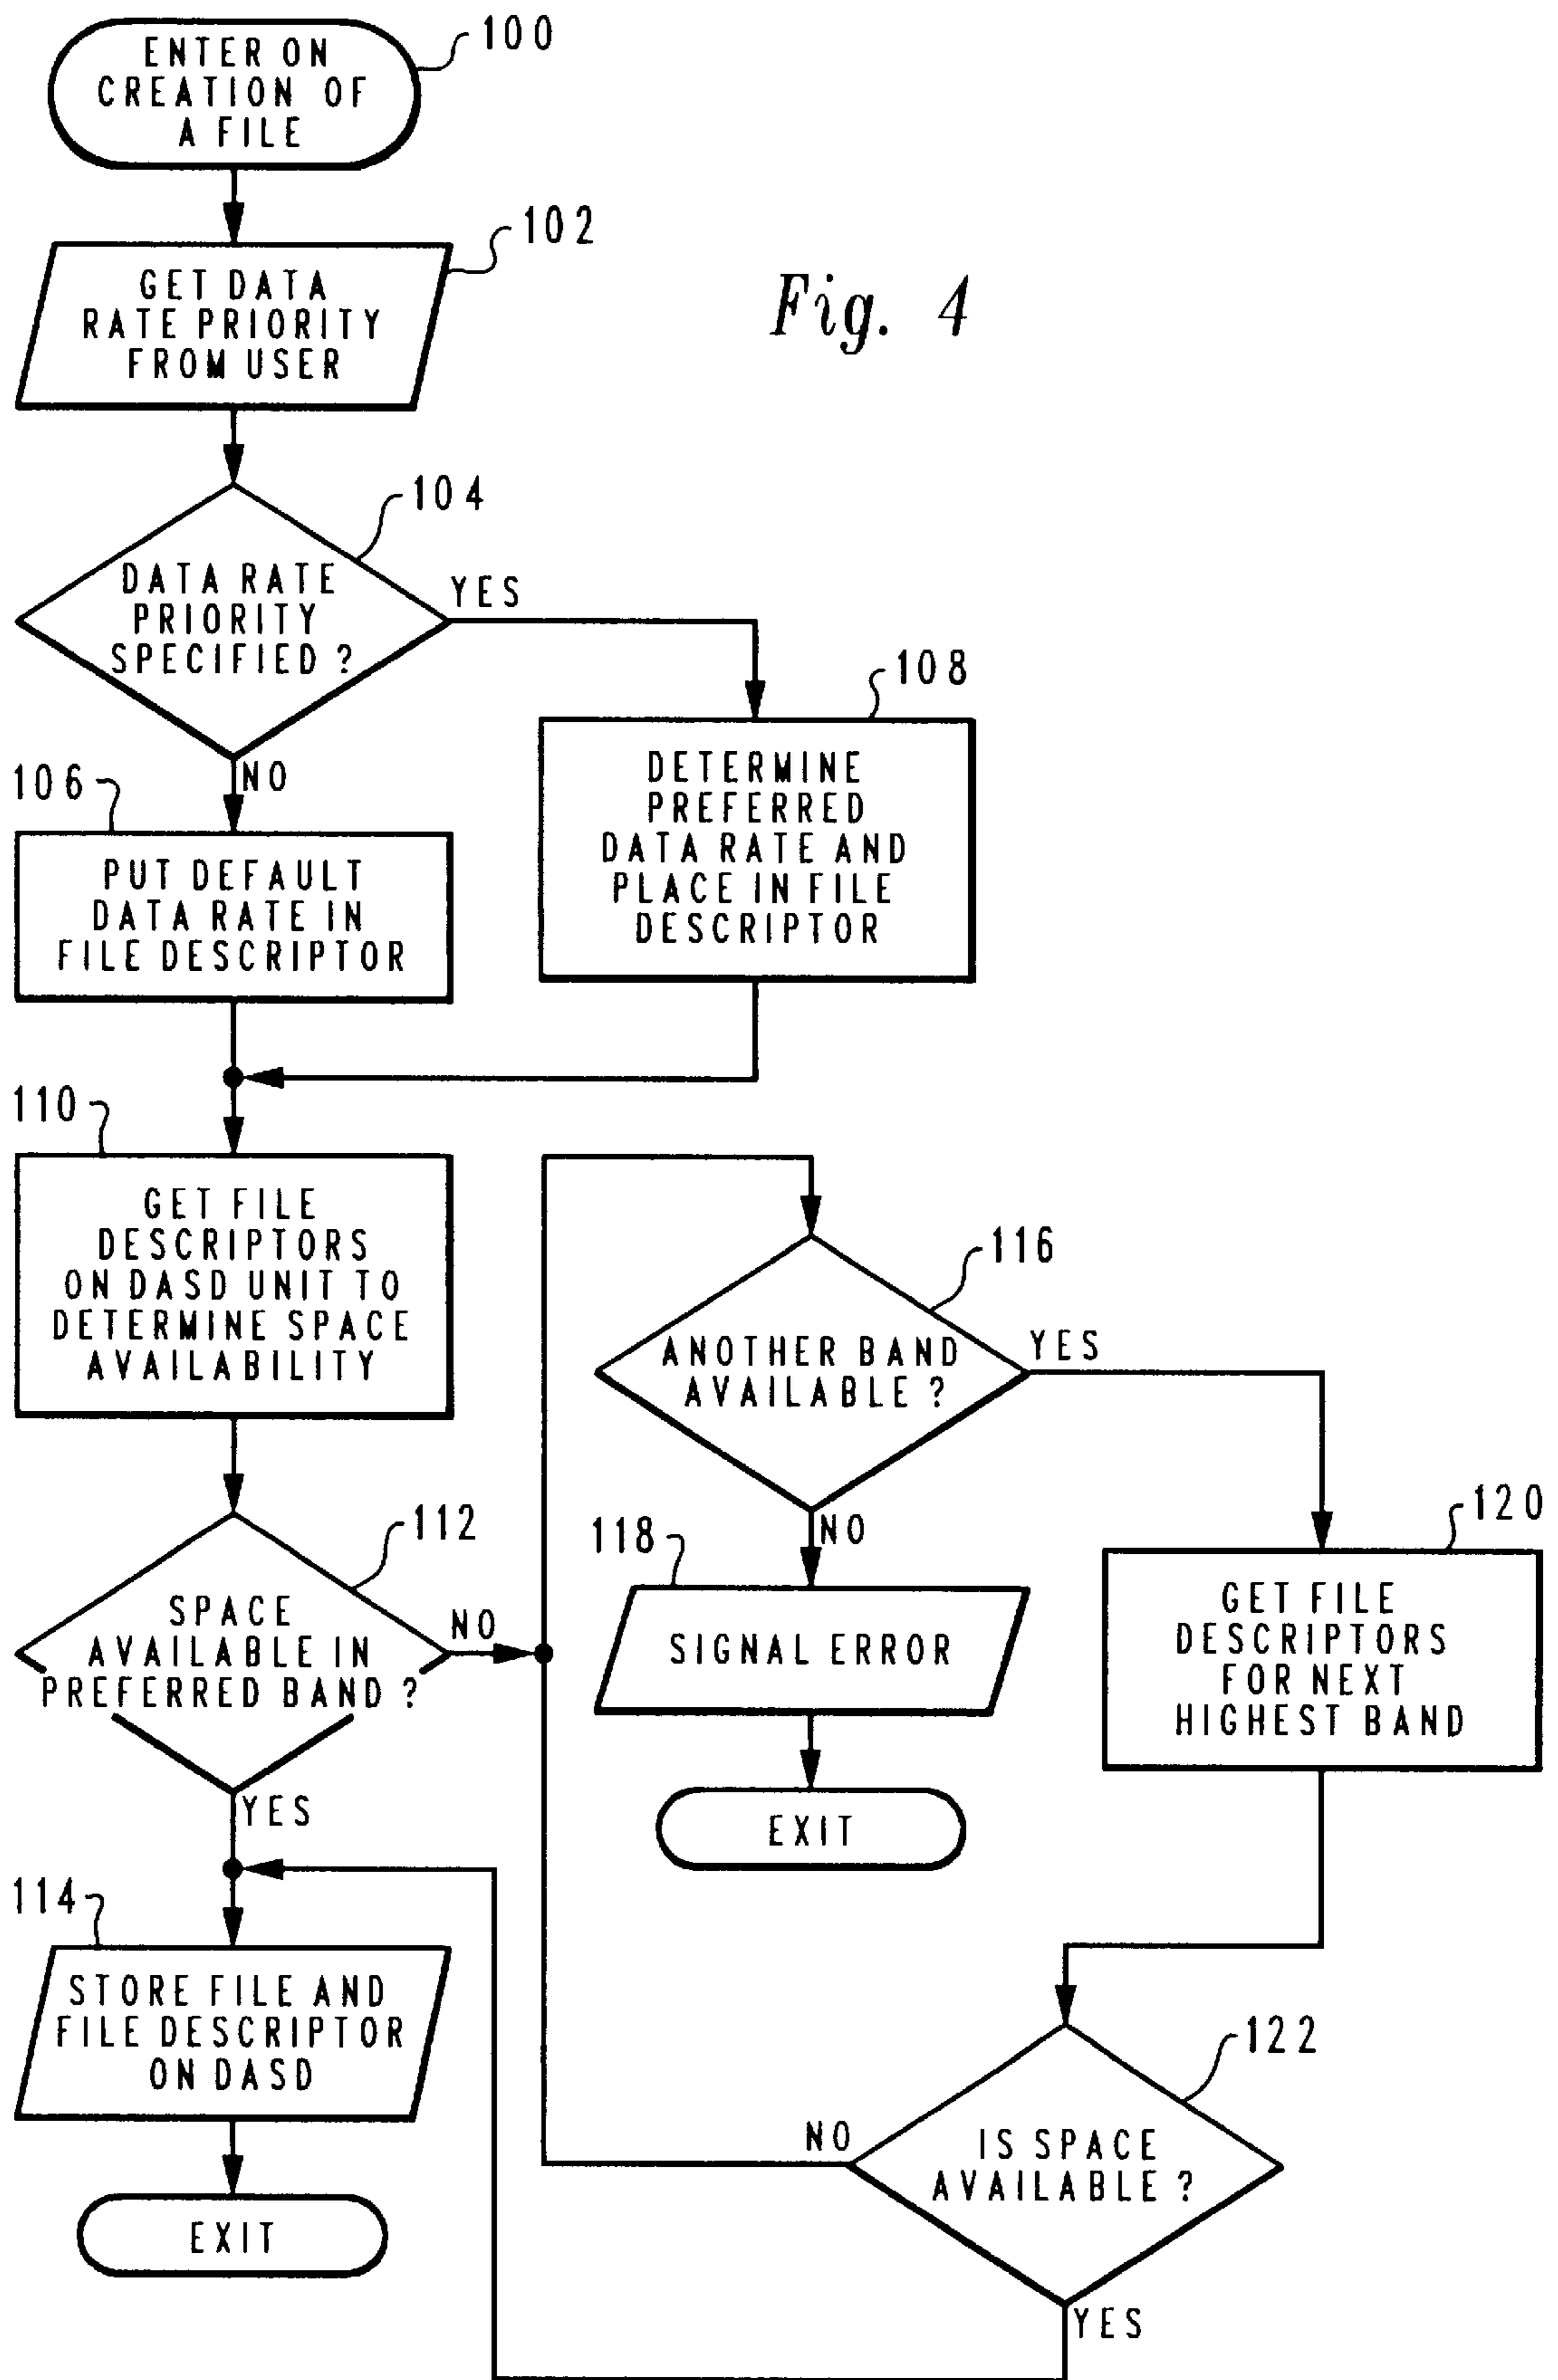 100
ENTER ON
CREATION OF
A FILE
102
GET DATA
RATE PRIORITY
FROM USER
Fig. 4
104
DATA RATE
PRIORITY
SPECIFIED ?
YES
NO
108
DETERMINE
PREFERRED
DATA RATE AND
PLACE IN FILE
DESCRIPTOR
106
PUT DEFAULT
DATA RATE IN
FILE DESCRIPTOR
110
GET FILE
DESCRIPTORS
ON DASD UNIT TO
DETERMINE SPACE
AVAILABILITY
112
SPACE
AVAILABLE IN
PREFERRED BAND ?
NO
YES
116
ANOTHER BAND
AVAILABLE ?
YES
NO
118
SIGNAL ERROR
EXIT
120
GET FILE
DESCRIPTORS
FOR NEXT
HIGHEST BAND
114
STORE FILE AND
FILE DESCRIPTOR
ON DASD
EXIT
122
IS SPACE
AVAILABLE ?
NO
YES